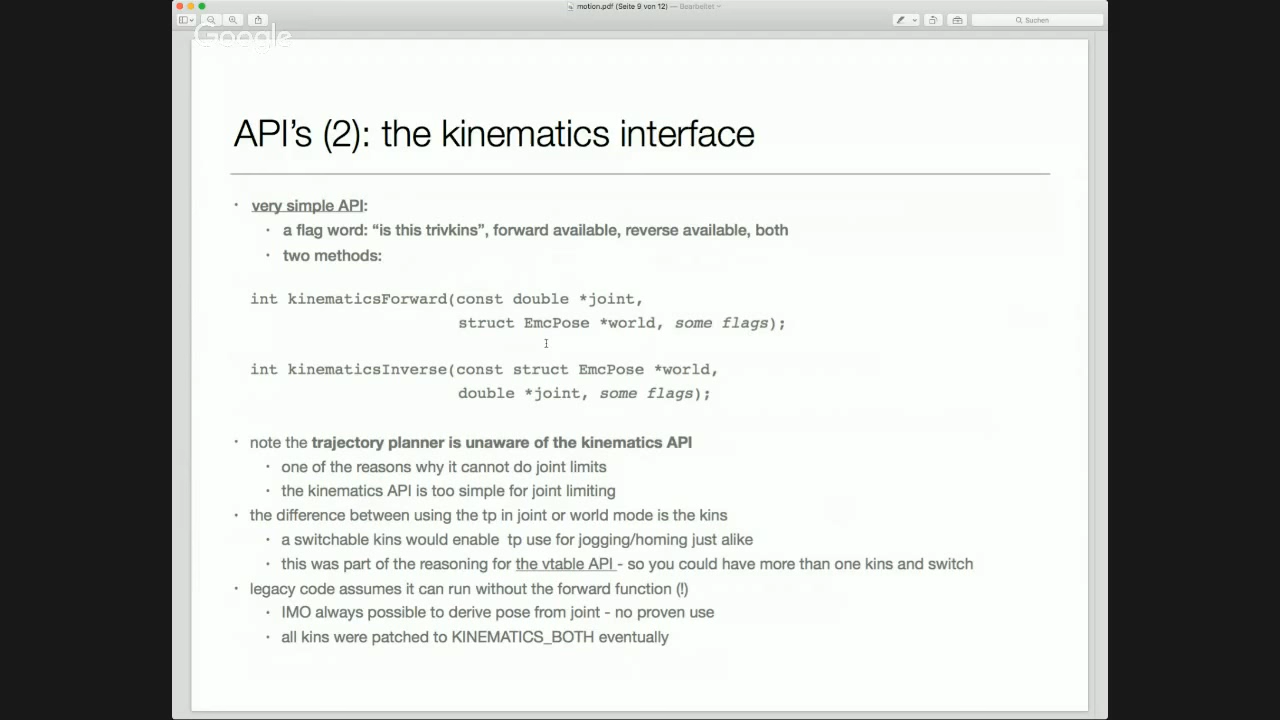 motion.pdf (Seite 9 von 12) — Bearbeitet
Suchen
Google
API’s (2): the kinematics interface
• very simple API:
• a flag word: “is this trivkins”, forward available, reverse available, both
• two methods:
int kinematicsForward(const double *joint,
struct EmcPose *world, some flags);
int kinematicsInverse(const struct EmcPose *world,
double *joint, some flags);
• note the trajectory planner is unaware of the kinematics API
• one of the reasons why it cannot do joint limits
• the kinematics API is too simple for joint limiting
• the difference between using the tp in joint or world mode is the kins
• a switchable kins would enable tp use for jogging/homing just alike
• this was part of the reasoning for the vtable API - so you could have more than one kins and switch
• legacy code assumes it can run without the forward function (!)
• IMO always possible to derive pose from joint - no proven use
• all kins were patched to KINEMATICS_BOTH eventually